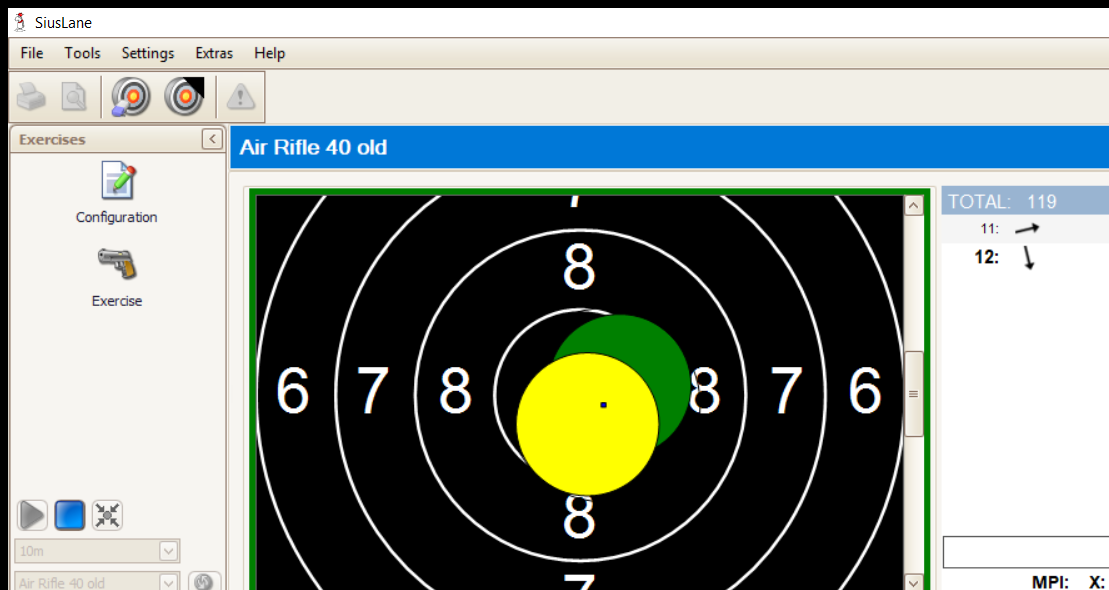 SiusLane
File Tools Settings Extras Help
Exercises
Air Rifle 40 old
Configuration
Exercise
10m
Air Rifle 40 old
7
8
6 7 8 8 7 6
8
7
TOTAL: 119
11:
12:
MPI: X: